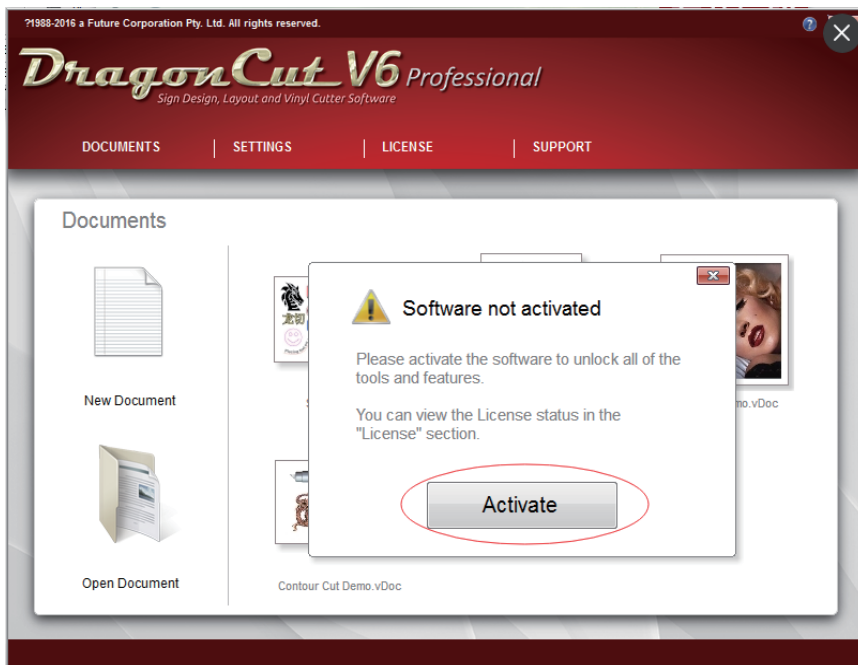 ?1988-2016 a Future Corporation Pty. Ltd. All rights reserved.
DragonCut V6 Professional
Sign Design, Layout and Vinyl Cutter Software
DOCUMENTS
SETTINGS
LICENSE
SUPPORT
Documents
New Document
Open Document
龙切
Software not activated
Please activate the software to unlock all of the
tools and features.
You can view the License status in the
"License" section.
Activate
mo.vDoc
Contour Cut Demo.vDoc